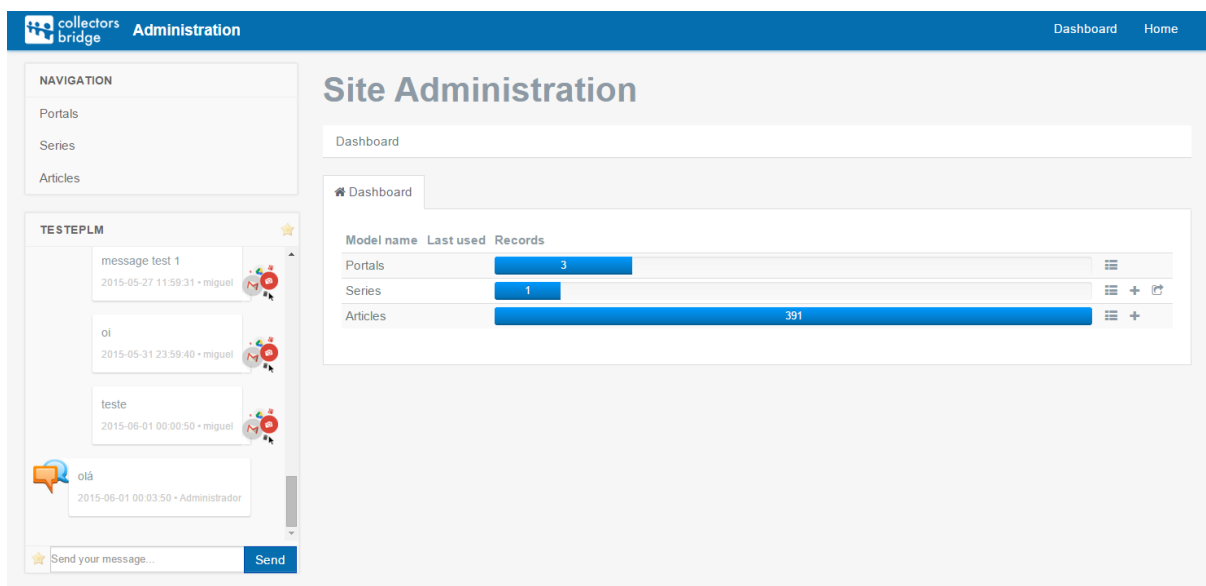 collectors
bridge
Administration
Dashboard Home
NAVIGATION
Portals
Series
Articles
TESTEPLM
message test 1
2015-05-27 11:59:31 • miguel
oi
2015-05-31 23:59:40 • miguel
teste
2015-06-01 00:00:50 • miguel
olá
2015-06-01 00:03:50 • Administrador
Send your message...
Send
Site Administration
Dashboard
Dashboard
Model name Last used Records
Portals 3
Series 1
Articles 391